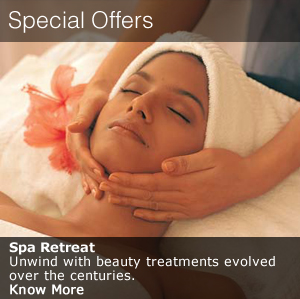 Special Offers
Spa Retreat
Unwind with beauty treatments evolved
over the centuries.
Know More